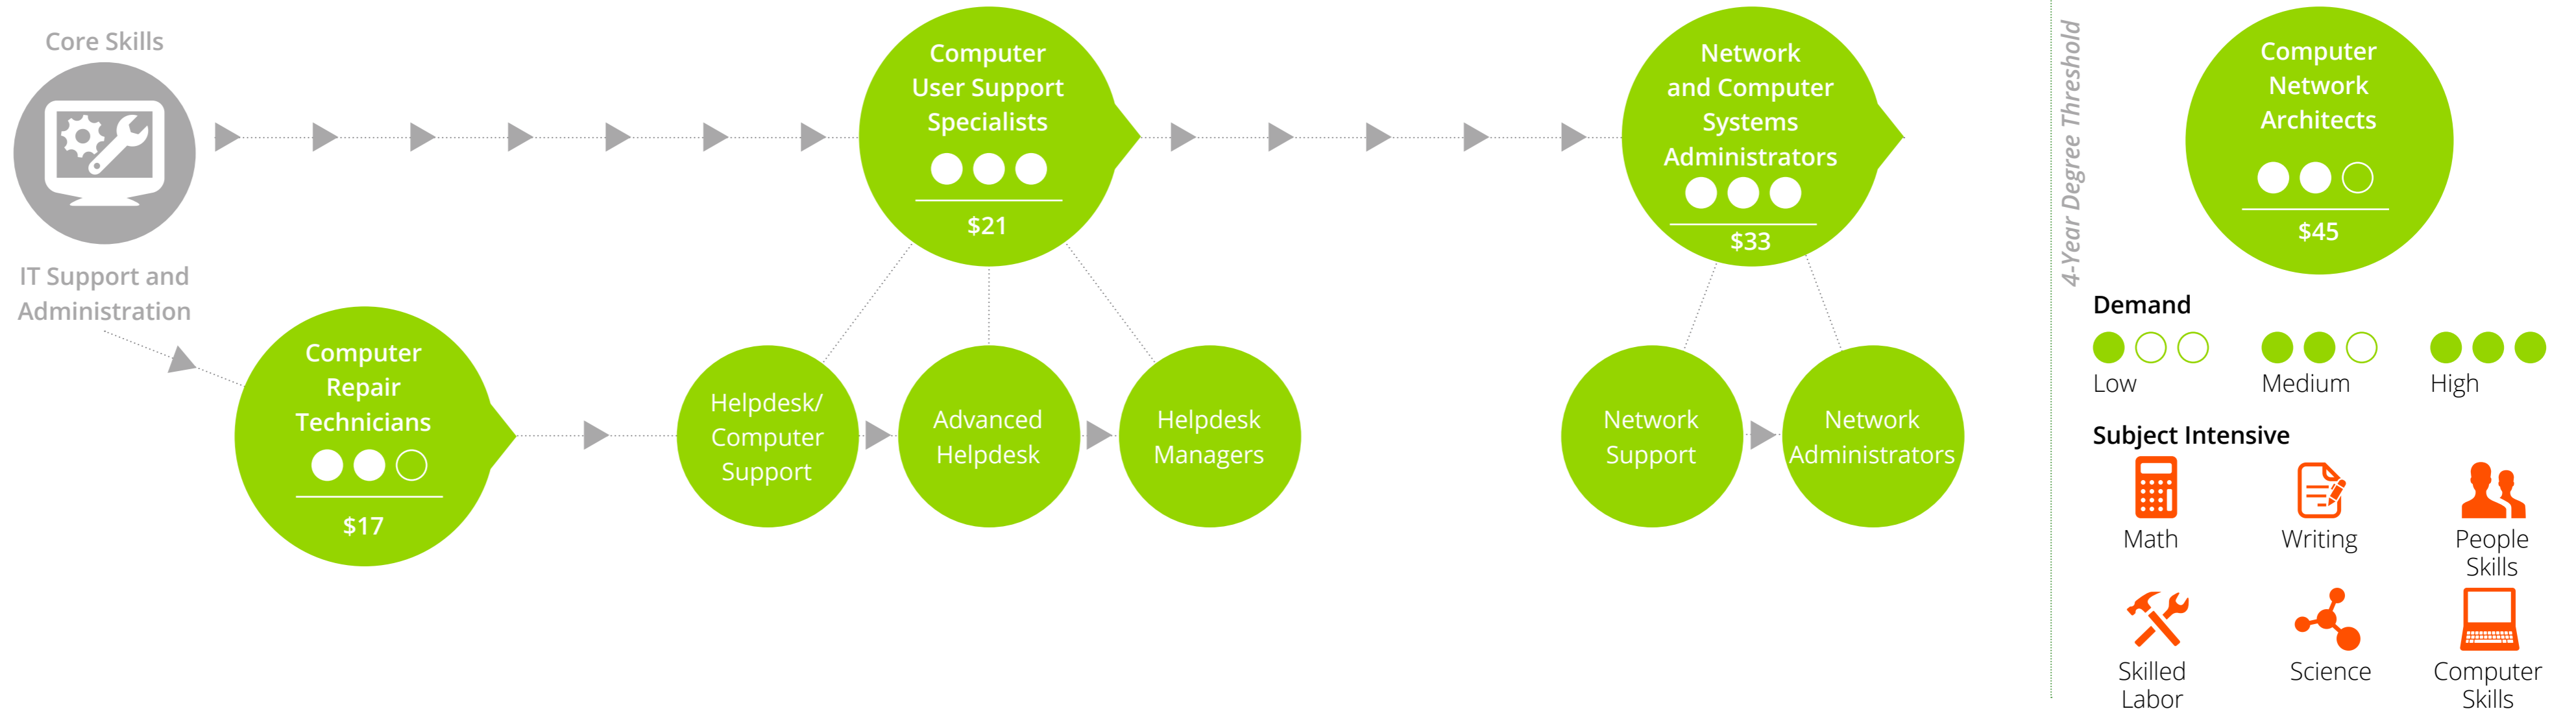 Core Skills
IT Support and
Administration
Computer
Repair
Technicians
$17
Computer
User Support
Specialists
$21
Helpdesk/
Computer
Support
Advanced
Helpdesk
Helpdesk
Managers
Network
and Computer
Systems
Administrators
$33
Network
Support
Network
Administrators
4-Year Degree Threshold
Computer
Network
Architects
$45
Demand
Low
Medium
High
Subject Intensive
Math
Writing
People
Skills
Skilled
Labor
Science
Computer
Skills